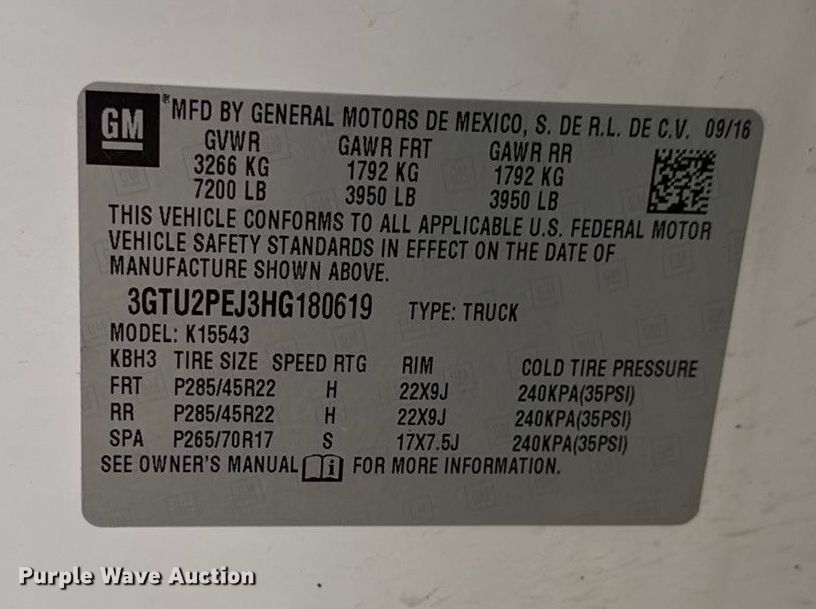 GM
®MFD BY GENERAL MOTORS DE MEXICO, S. DE R.L. DE C.V. 09/16
GVWR GAWR FRT GAWR RR
3266 KG 1792 KG 1792 KG
7200 LB 3950 LB 3950 LB
THIS VEHICLE CONFORMS TO ALL APPLICABLE U.S. FEDERAL MOTOR
VEHICLE SAFETY STANDARDS IN EFFECT ON THE DATE OF
MANUFACTURE SHOWN ABOVE.
3GTU2PEJ3HG180619 TYPE: TRUCK
MODEL: K15543
KBH3 TIRE SIZE SPEED RTG RIM COLD TIRE PRESSURE
FRT P285/45R22 H 22X9J 240KPA(35PSI)
RR P285/45R22 H 22X9J 240KPA(35PSI)
SPA P265/70R17 S 17X7.5J 240KPA(35PSI)
SEE OWNER'S MANUAL i FOR MORE INFORMATION.
Purple Wave Auction